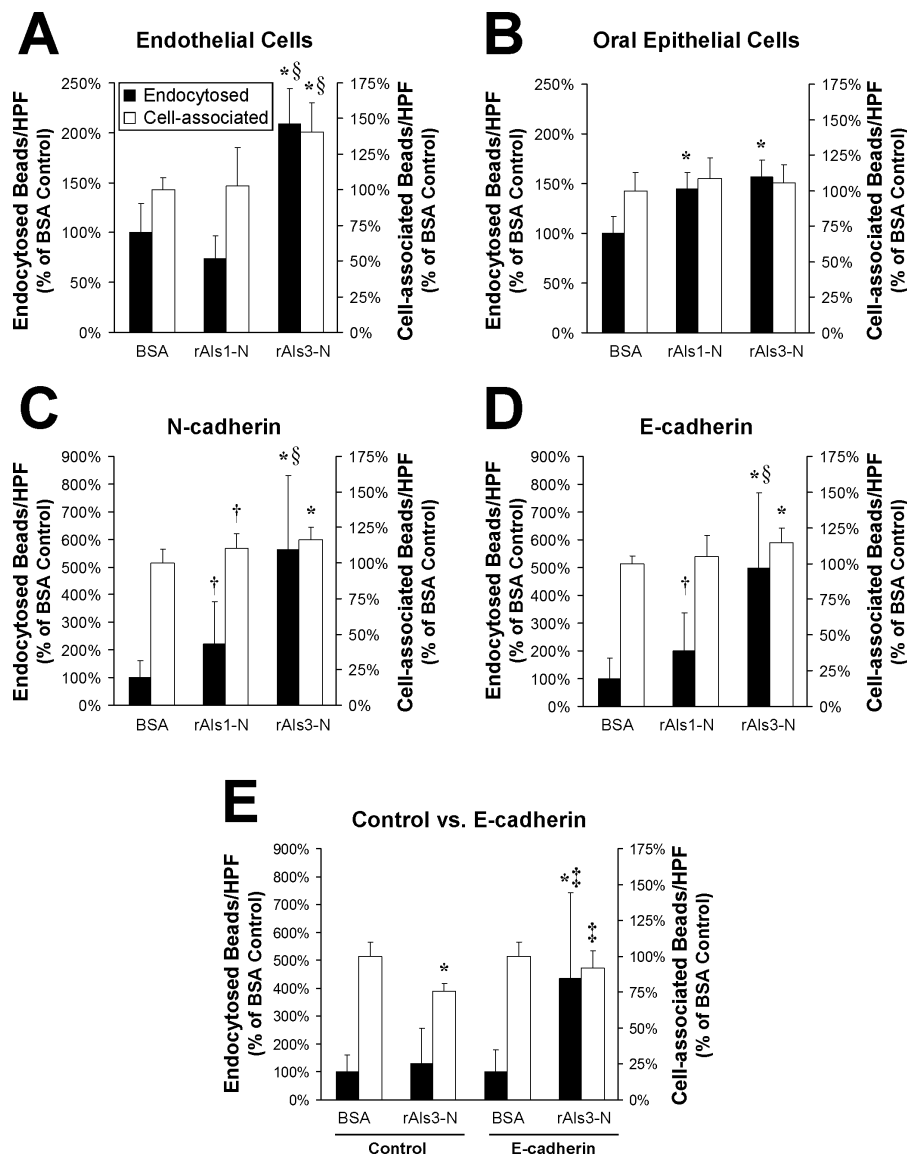 A
Endothelial Cells
Endocytosed Beads/HPF
(% of BSA Control)
250%
200%
150%
100%
50%
0%
Endocytosed
Cell-associated
*§
*§
175%
150%
125%
100%
75%
50%
25%
0%
Cell-associated Beads/HPF
(% of BSA Control)
BSA
rAls1-N
rAls3-N
B
Oral Epithelial Cells
Endocytosed Beads/HPF
(% of BSA Control)
250%
200%
150%
100%
50%
0%
*
*
175%
150%
125%
100%
75%
50%
25%
0%
Cell-associated Beads/HPF
(% of BSA Control)
BSA
rAls1-N
rAls3-N
C
N-cadherin
Endocytosed Beads/HPF
(% of BSA Control)
900%
800%
700%
600%
500%
400%
300%
200%
100%
0%
†
†
*§
*
175%
150%
125%
100%
75%
50%
25%
0%
Cell-associated Beads/HPF
(% of BSA Control)
BSA
rAls1-N
rAls3-N
D
E-cadherin
Endocytosed Beads/HPF
(% of BSA Control)
900%
800%
700%
600%
500%
400%
300%
200%
100%
0%
†
*§
*
175%
150%
125%
100%
75%
50%
25%
0%
Cell-associated Beads/HPF
(% of BSA Control)
BSA
rAls1-N
rAls3-N
E
Control vs. E-cadherin
Endocytosed Beads/HPF
(% of BSA Control)
900%
800%
700%
600%
500%
400%
300%
200%
100%
0%
*
*‡
‡
175%
150%
125%
100%
75%
50%
25%
0%
Cell-associated Beads/HPF
(% of BSA Control)
BSA
rAls3-N
BSA
rAls3-N
Control
E-cadherin